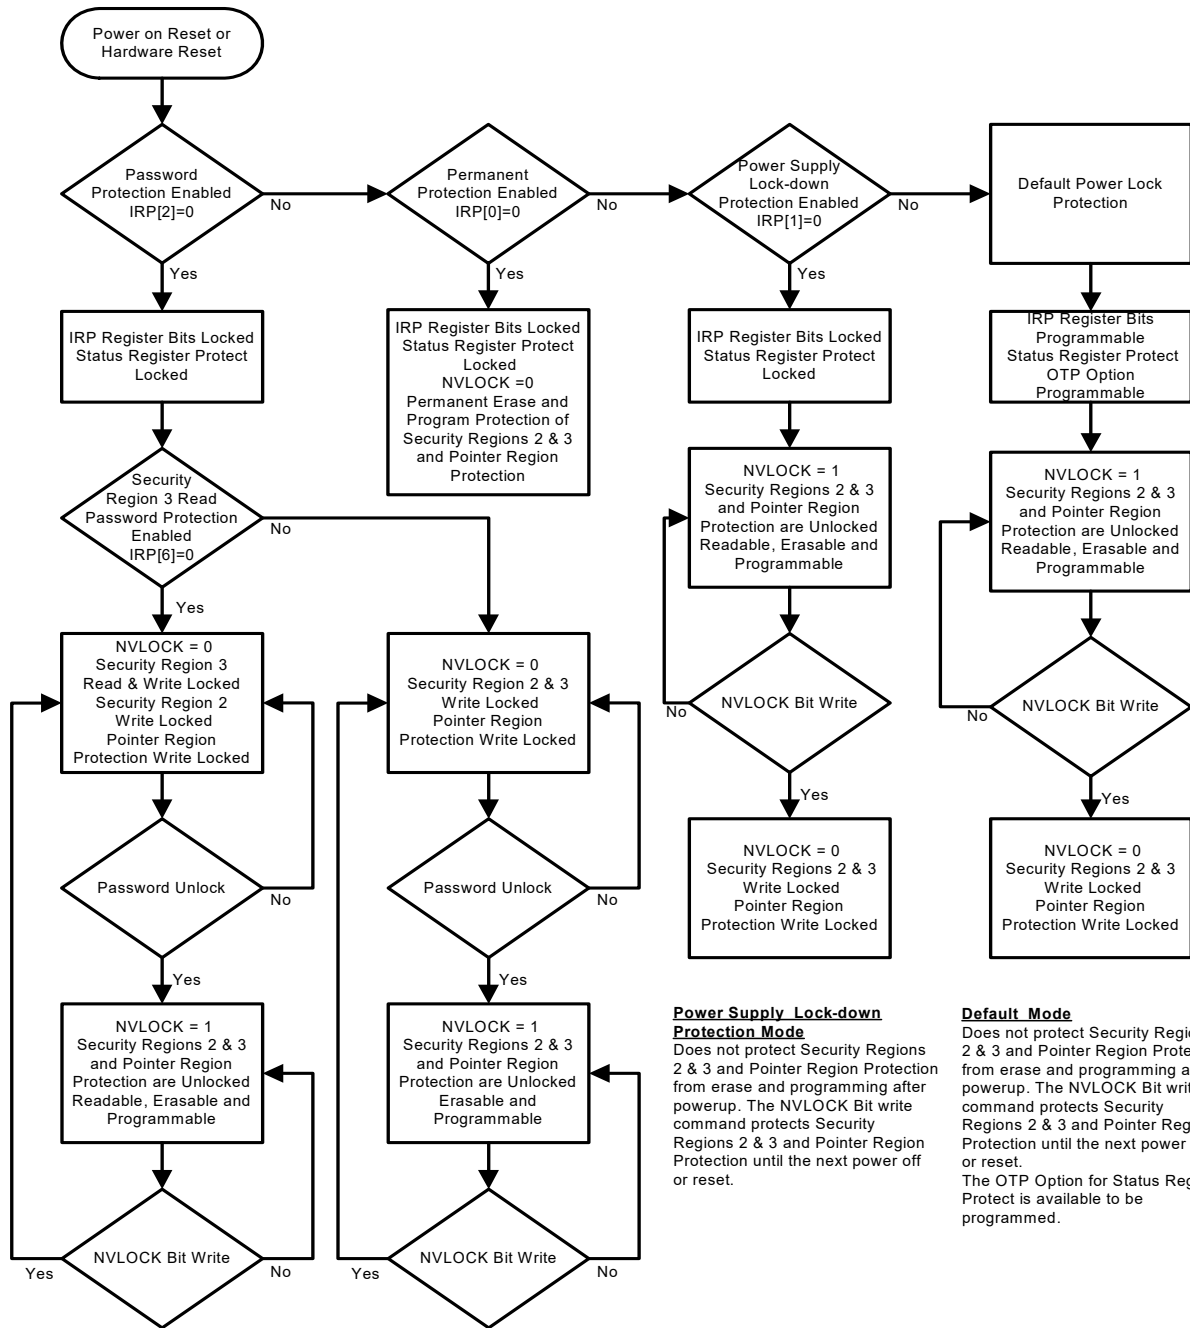 Power on Reset or
Hardware Reset
Password
Protection Enabled
IRP[2]=0
No
Yes
Permanent
Protection Enabled
IRP[0]=0
No
Yes
Power Supply
Lock-down
Protection Enabled
IRP[1]=0
No
Yes
Default Power Lock
Protection
IRP Register Bits Locked
Status Register Protect
Locked
IRP Register Bits Locked
Status Register Protect
Locked
NVLOCK =0
Permanent Erase and
Program Protection of
Security Regions 2 & 3
and Pointer Region
Protection
IRP Register Bits Locked
Status Register Protect
Locked
IRP Register Bits
Programmable
Status Register Protect
OTP Option
Programmable
Security
Region 3 Read
Password Protection
Enabled
IRP[6]=0
No
Yes
NVLOCK = 1
Security Regions 2 & 3
and Pointer Region
Protection are Unlocked
Readable, Erasable and
Programmable
NVLOCK = 1
Security Regions 2 & 3
and Pointer Region
Protection are Unlocked
Readable, Erasable and
Programmable
NVLOCK = 0
Security Region 3
Read & Write Locked
Security Region 2
Write Locked
Pointer Region
Protection Write Locked
NVLOCK = 0
Security Region 2 & 3
Write Locked
Pointer Region
Protection Write Locked
NVLOCK Bit Write
No
Yes
NVLOCK Bit Write
No
Yes
Password Unlock
No
Yes
Password Unlock
No
Yes
NVLOCK = 0
Security Regions 2 & 3
Write Locked
Pointer Region
Protection Write Locked
NVLOCK = 0
Security Regions 2 & 3
Write Locked
Pointer Region
Protection Write Locked
NVLOCK = 1
Security Regions 2 & 3
and Pointer Region
Protection are Unlocked
Readable, Erasable and
Programmable
NVLOCK = 1
Security Regions 2 & 3
and Pointer Region
Protection are Unlocked
Erasable and
Programmable
Power Supply Lock-down
Protection Mode
Does not protect Security Regions
2 & 3 and Pointer Region Protection
from erase and programming after
powerup. The NVLOCK Bit write
command protects Security
Regions 2 & 3 and Pointer Region
Protection until the next power off
or reset.
Default Mode
Does not protect Security
2 & 3 and Pointer Region
from erase and programming
powerup. The NVLOCK Bit
command protects Security
Regions 2 & 3 and Pointer
Protection until the next power
or reset.
The OTP Option for Status
Protect is available to be
programmed.
NVLOCK Bit Write
Yes
No
NVLOCK Bit Write
Yes
No